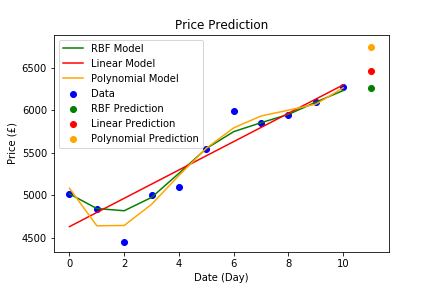 Price Prediction
RBF Model
Linear Model
Polynomial Model
Data
RBF Prediction
Linear Prediction
Polynomial Prediction
6500
6000
5500
5000
4500
Price (£)
0 2 4 6 8 10
Date (Day)